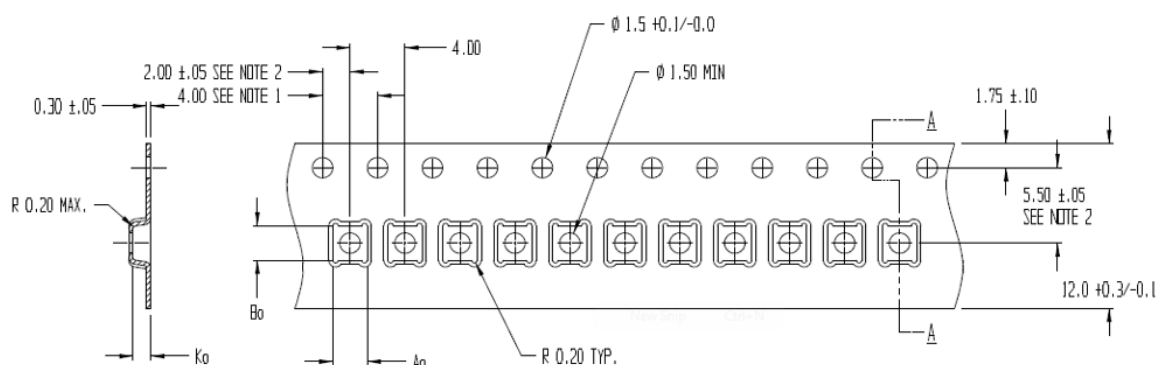 Ø 1.5 +0.1/-0.0
4.00
2.00 ±.05 SEE NOTE 2
Ø 1.50 MIN
4.00 SEE NOTE 1
0.30 ±.05
1.75 ±.10
A
R 0.20 MAX.
5.50 ±.05
SEE NOTE 2
12.0 +0.3/-0.1
Bo
A
Ko
Ao
R 0.20 TYP.